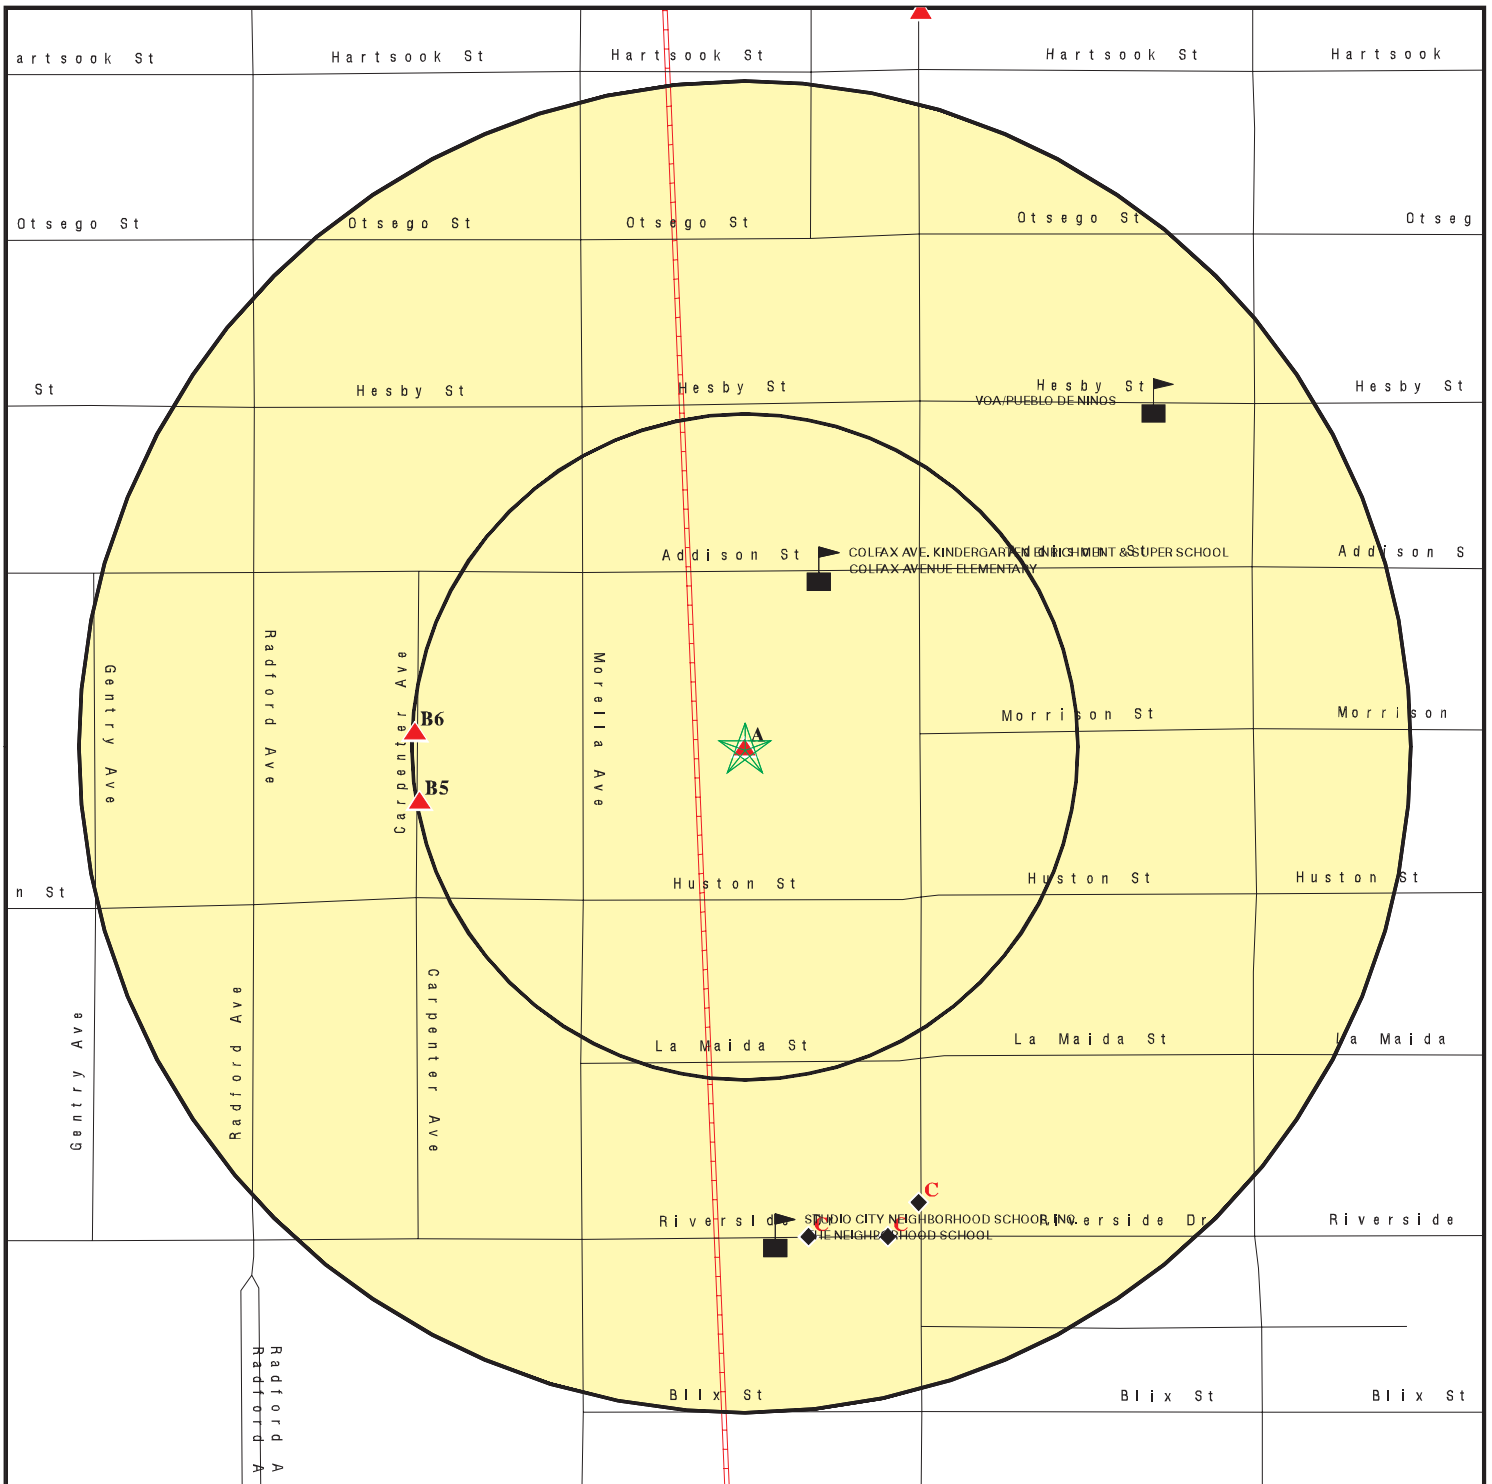 artsook St
Hartsook St
Hartsook St
Hartsook St
Hartsook
Otsego St
Otsego St
Otsego St
Otsego St
Otseg
St
Hesby St
Hesby St
Hesby St
Hesby St
VOA/PUEBLO DE NINOS
Addison St
COLFAX AVE. KINDERGARTEN ENRICHMENT & SUPER SCHOOL
Addison St
Addison S
COLFAX AVENUE ELEMENTARY
Gentry Ave
Radford Ave
Carpenter Ave
Morella Ave
B6
B5
A
Morrison St
Morrison
n St
Huston St
Huston St
Huston St
Gentry Ave
Radford Ave
Carpenter Ave
La Maida St
La Maida St
La Maida
C
Riverside Dr
STUDIO CITY NEIGHBORHOOD SCHOOL, INC.
Riverside Dr
Riverside
C
C
THE NEIGHBORHOOD SCHOOL
Radford A
Radford A
Blix St
Blix St
Blix St